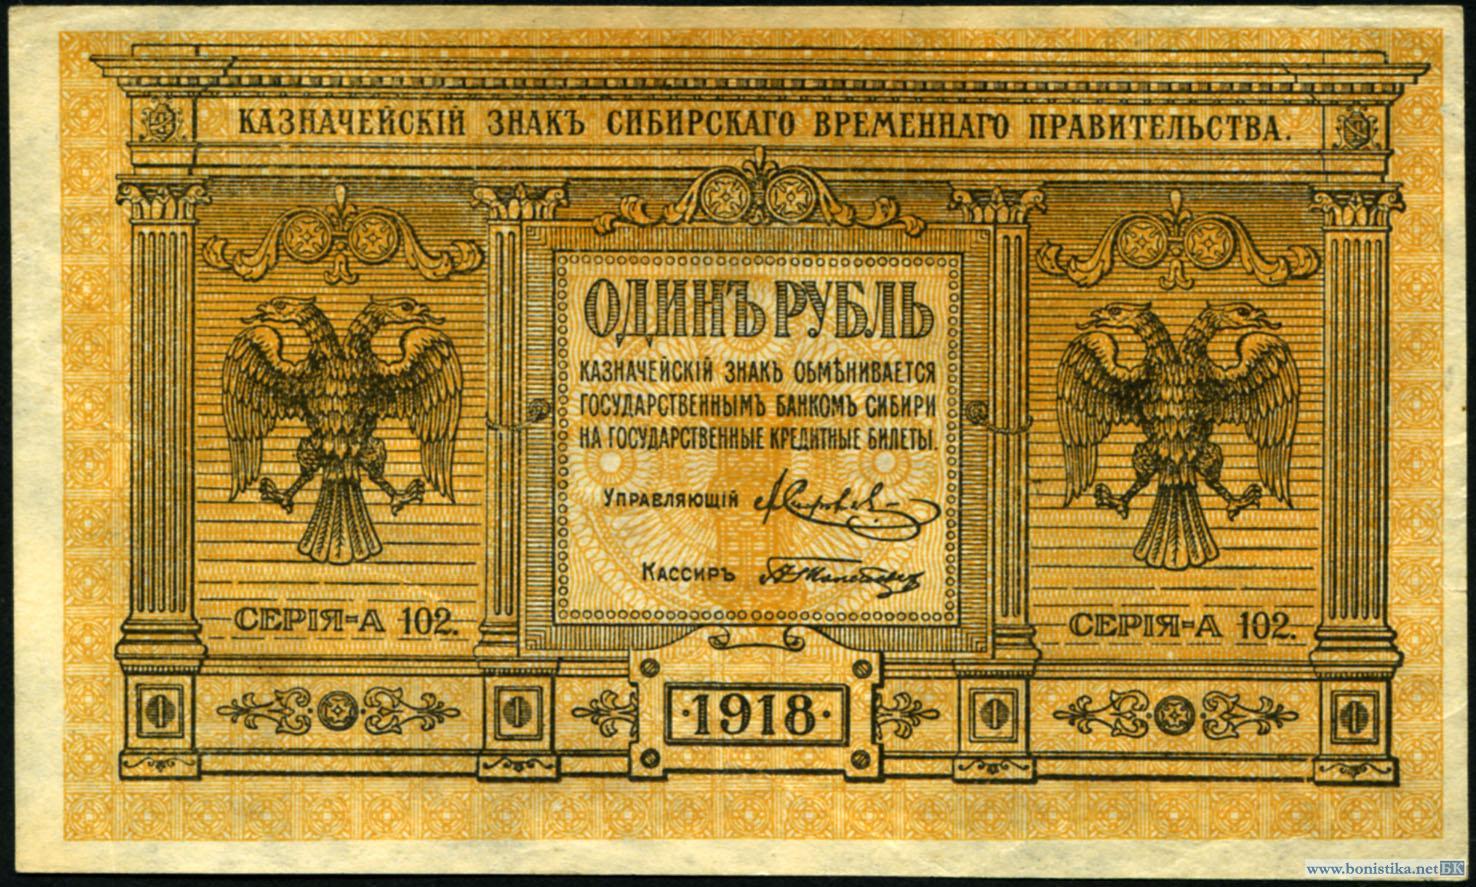 КАЗНАЧЕЙСКІЙ ЗНАКЪ СИБИРСКАГО ВРЕМЕННАГО ПРАВИТЕЛЬСТВА.
ОДИНЪ РУБЛЬ
КАЗНАЧЕЙСКІЙ ЗНАКЪ ОБМѢНИВАЕТСЯ
ГОСУДАРСТВЕННЫМЪ БАНКОМЪ СИБИРИ
НА ГОСУДАРСТВЕННЫЕ КРЕДИТНЫЕ БИЛЕТЫ.
УПРАВЛЯЮЩІЙ
КАССИРЪ
СЕРІЯ-А 102.
СЕРІЯ-А 102.
1 1 1 1
·1918·
www.bonistika.net БК